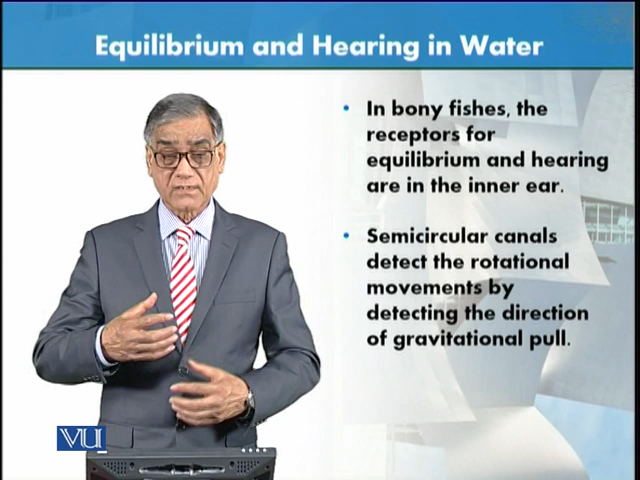 Equilibrium and Hearing in Water
• In bony fishes, the
receptors for
equilibrium and hearing
are in the inner ear.
• Semicircular canals
detect the rotational
movements by
detecting the direction
of gravitational pull.
VU